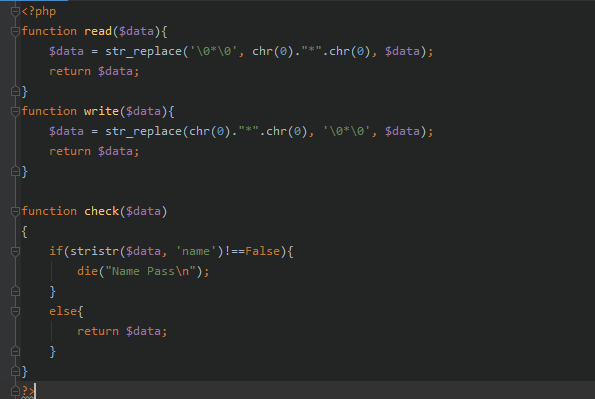 <?php
function read($data){
    $data = str_replace('\0*\0', chr(0)."*".chr(0), $data);
    return $data;
}
function write($data){
    $data = str_replace(chr(0)."*".chr(0), '\0*\0', $data);
    return $data;
}

function check($data)
{
    if(stristr($data, 'name')!==False){
        die("Name Pass\n");
    }
    else{
        return $data;
    }
}
?>